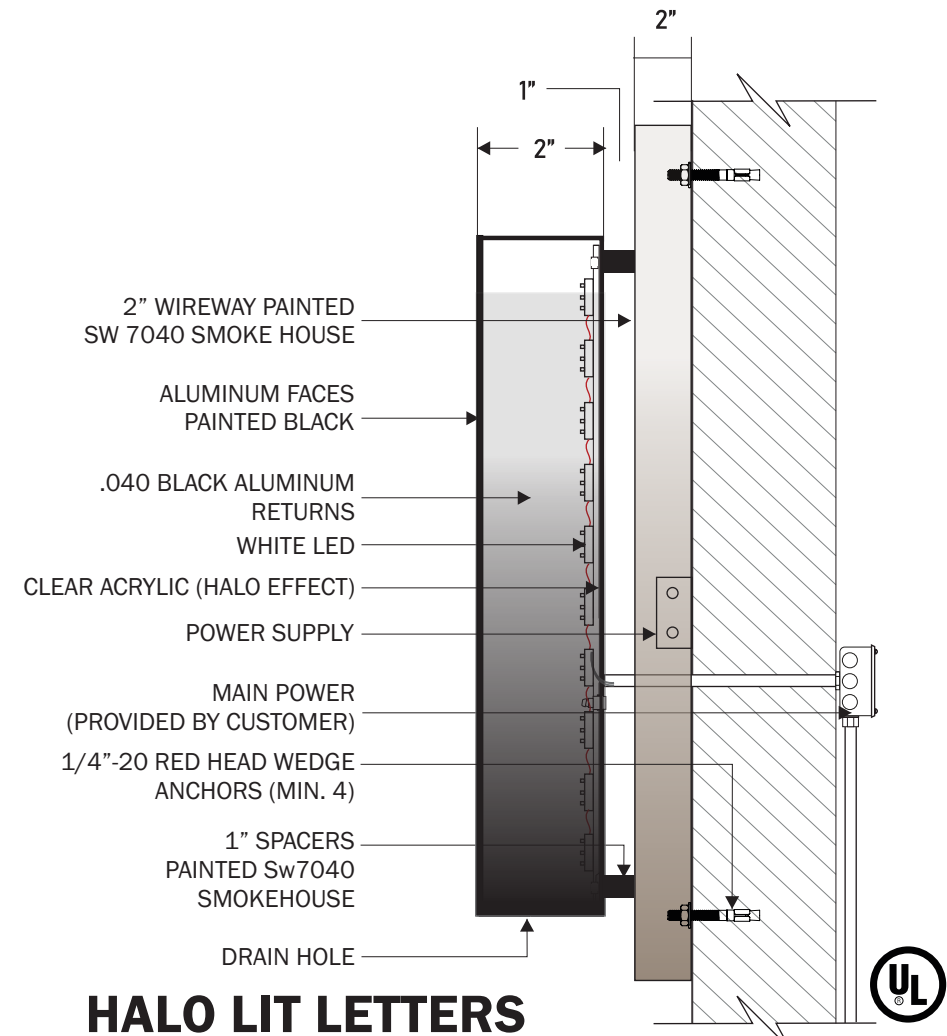 2”
1”
2”
2” WIREWAY PAINTED
SW 7040 SMOKE HOUSE
ALUMINUM FACES
PAINTED BLACK
.040 BLACK ALUMINUM
RETURNS
WHITE LED
CLEAR ACRYLIC (HALO EFFECT)
POWER SUPPLY
MAIN POWER
(PROVIDED BY CUSTOMER)
1/4”-20 RED HEAD WEDGE
ANCHORS (MIN. 4)
1” SPACERS
PAINTED Sw7040
SMOKEHOUSE
DRAIN HOLE
HALO LIT LETTERS
UL
®